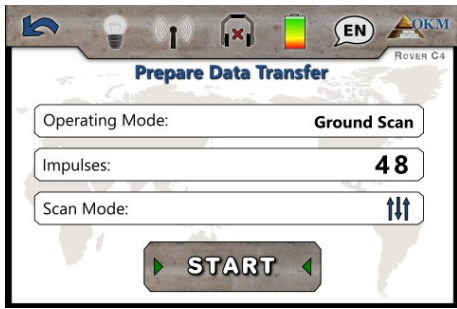 EN
OKM
ROVER C4
Prepare Data Transfer
Operating Mode: Ground Scan
Impulses: 48
Scan Mode:
START